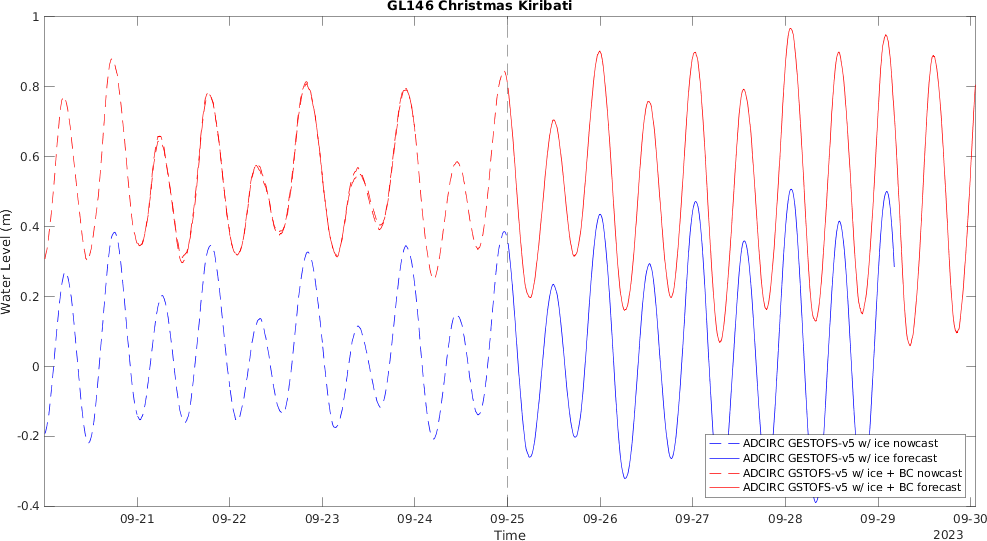 GL146 Christmas Kiribati
Water Level (m)
1
0.8
0.6
0.4
0.2
0
-0.2
-0.4
ADCIRC GESTOFS-v5 w/ ice nowcast
ADCIRC GESTOFS-v5 w/ ice forecast
ADCIRC GSTOFS-v5 w/ ice + BC nowcast
ADCIRC GSTOFS-v5 w/ ice + BC forecast
09-21 09-22 09-23 09-24 09-25 09-26 09-27 09-28 09-29 09-30
Time
2023